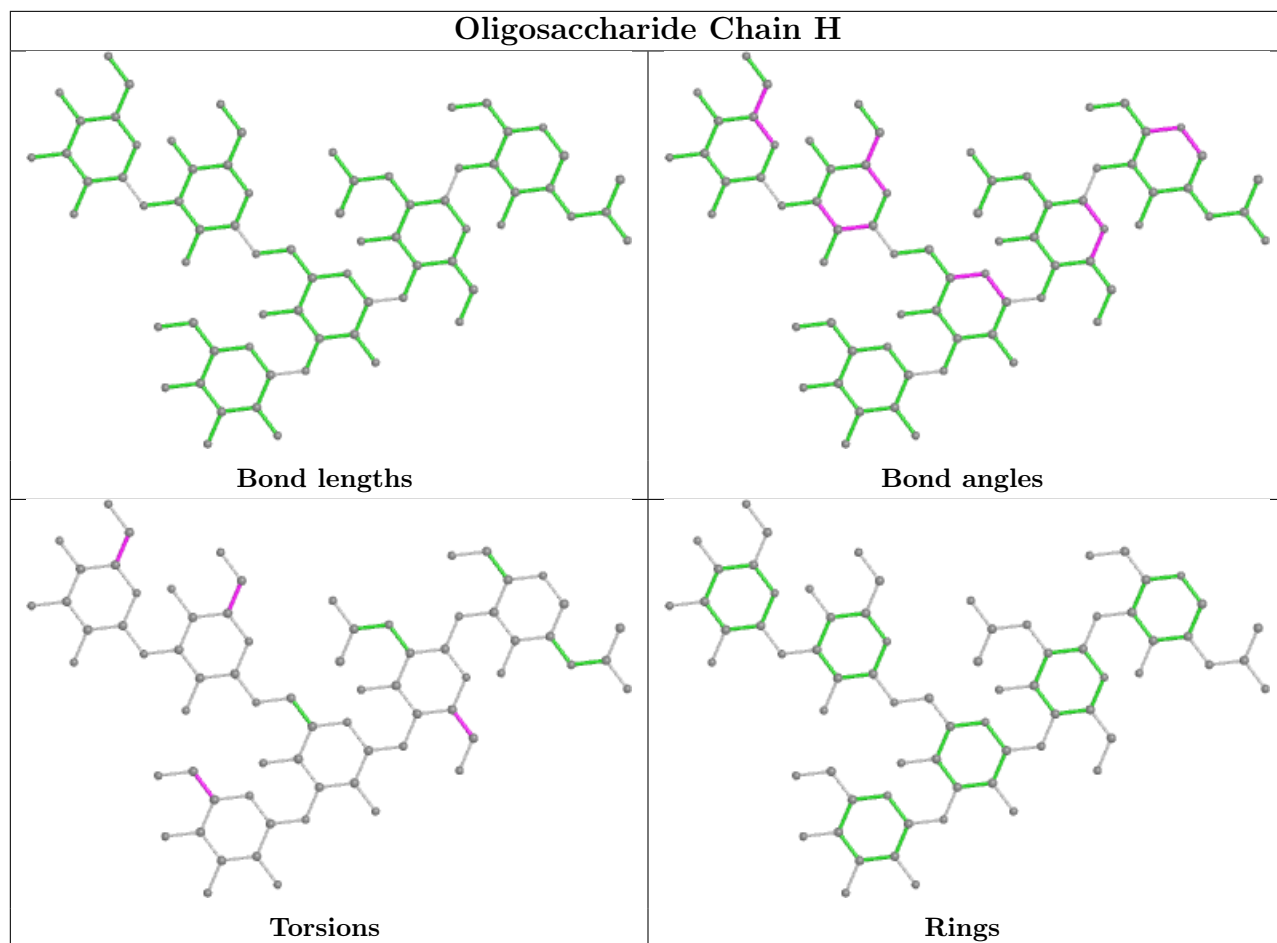 Oligosaccharide Chain H
Bond lengths
Bond angles
Torsions
Rings